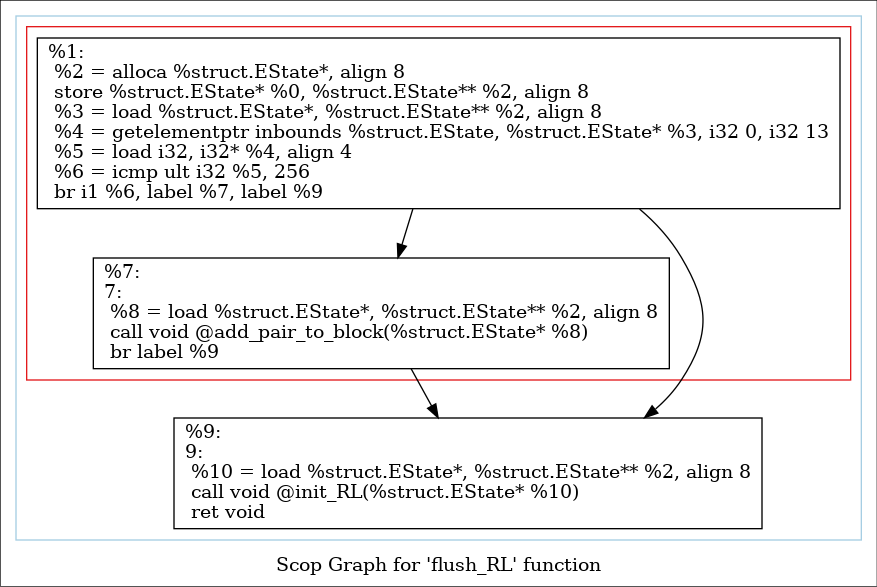 %1:
%2 = alloca %struct.EState*, align 8
store %struct.EState* %0, %struct.EState** %2, align 8
%3 = load %struct.EState*, %struct.EState** %2, align 8
%4 = getelementptr inbounds %struct.EState, %struct.EState* %3, i32 0, i32 13
%5 = load i32, i32* %4, align 4
%6 = icmp ult i32 %5, 256
br i1 %6, label %7, label %9
%7:
7:
%8 = load %struct.EState*, %struct.EState** %2, align 8
call void @add_pair_to_block(%struct.EState* %8)
br label %9
%9:
9:
%10 = load %struct.EState*, %struct.EState** %2, align 8
call void @init_RL(%struct.EState* %10)
ret void
Scop Graph for 'flush_RL' function